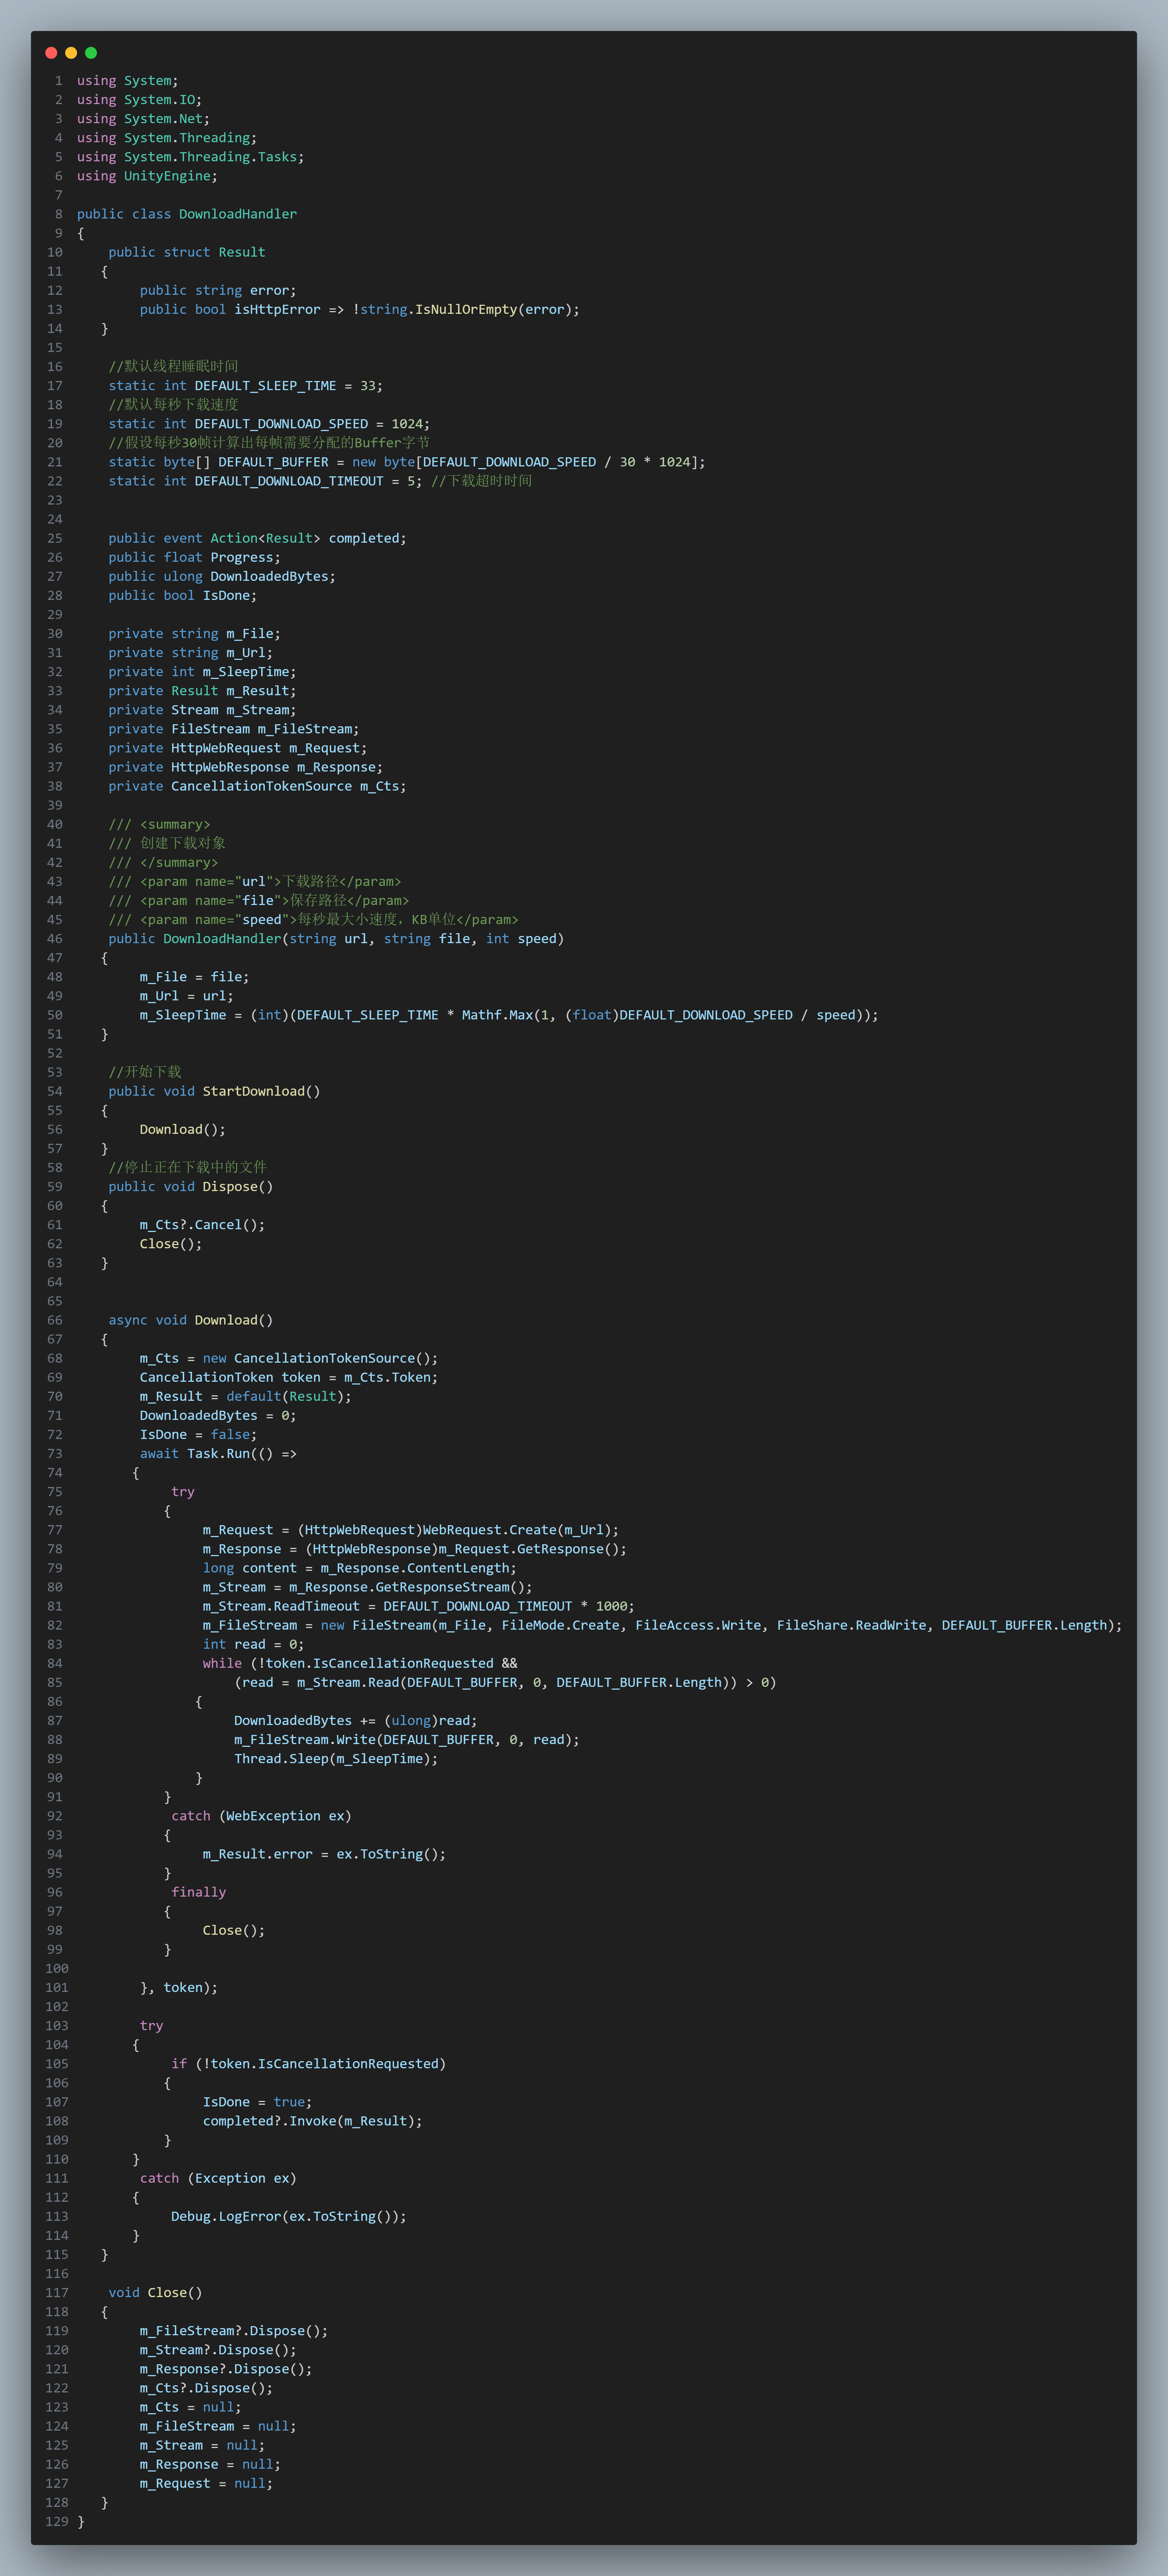 1 using System;
2 using System.IO;
3 using System.Net;
4 using System.Threading;
5 using System.Threading.Tasks;
6 using UnityEngine;
7
8 public class DownloadHandler
9 {
10     public struct Result
11    {
12         public string error;
13         public bool isHttpError => !string.IsNullOrEmpty(error);
14    }
15
16     //默认线程睡眠时间
17     static int DEFAULT_SLEEP_TIME = 33;
18     //默认每秒下载速度
19     static int DEFAULT_DOWNLOAD_SPEED = 1024;
20     //假设每秒30帧计算出每帧需要分配的Buffer字节
21     static byte[] DEFAULT_BUFFER = new byte[DEFAULT_DOWNLOAD_SPEED / 30 * 1024];
22     static int DEFAULT_DOWNLOAD_TIMEOUT = 5; //下载超时时间
23
24
25     public event Action<Result> completed;
26     public float Progress;
27     public ulong DownloadedBytes;
28     public bool IsDone;
29
30     private string m_File;
31     private string m_Url;
32     private int m_SleepTime;
33     private Result m_Result;
34     private Stream m_Stream;
35     private FileStream m_FileStream;
36     private HttpWebRequest m_Request;
37     private HttpWebResponse m_Response;
38     private CancellationTokenSource m_Cts;
39
40     /// <summary>
41     /// 创建下载对象
42     /// </summary>
43     /// <param name="url">下载路径</param>
44     /// <param name="file">保存路径</param>
45     /// <param name="speed">每秒最大小速度，KB单位</param>
46     public DownloadHandler(string url, string file, int speed)
47    {
48         m_File = file;
49         m_Url = url;
50         m_SleepTime = (int)(DEFAULT_SLEEP_TIME * Mathf.Max(1, (float)DEFAULT_DOWNLOAD_SPEED / speed));
51    }
52
53     //开始下载
54     public void StartDownload()
55    {
56         Download();
57    }
58     //停止正在下载中的文件
59     public void Dispose()
60    {
61         m_Cts?.Cancel();
62         Close();
63    }
64
65
66     async void Download()
67    {
68         m_Cts = new CancellationTokenSource();
69         CancellationToken token = m_Cts.Token;
70         m_Result = default(Result);
71         DownloadedBytes = 0;
72         IsDone = false;
73         await Task.Run(() =>
74        {
75             try
76            {
77                 m_Request = (HttpWebRequest)WebRequest.Create(m_Url);
78                 m_Response = (HttpWebResponse)m_Request.GetResponse();
79                 long content = m_Response.ContentLength;
80                 m_Stream = m_Response.GetResponseStream();
81                 m_Stream.ReadTimeout = DEFAULT_DOWNLOAD_TIMEOUT * 1000;
82                 m_FileStream = new FileStream(m_File, FileMode.Create, FileAccess.Write, FileShare.ReadWrite, DEFAULT_BUFFER.Length);
83                 int read = 0;
84                 while (!token.IsCancellationRequested &&
85                     (read = m_Stream.Read(DEFAULT_BUFFER, 0, DEFAULT_BUFFER.Length)) > 0)
86                {
87                     DownloadedBytes += (ulong)read;
88                     m_FileStream.Write(DEFAULT_BUFFER, 0, read);
89                     Thread.Sleep(m_SleepTime);
90                }
91            }
92             catch (WebException ex)
93            {
94                 m_Result.error = ex.ToString();
95            }
96             finally
97            {
98                 Close();
99            }
100
101         }, token);
102
103         try
104        {
105             if (!token.IsCancellationRequested)
106            {
107                 IsDone = true;
108                 completed?.Invoke(m_Result);
109            }
110        }
111         catch (Exception ex)
112        {
113             Debug.LogError(ex.ToString());
114        }
115    }
116
117     void Close()
118    {
119         m_FileStream?.Dispose();
120         m_Stream?.Dispose();
121         m_Response?.Dispose();
122         m_Cts?.Dispose();
123         m_Cts = null;
124         m_FileStream = null;
125         m_Stream = null;
126         m_Response = null;
127         m_Request = null;
128    }
129 }